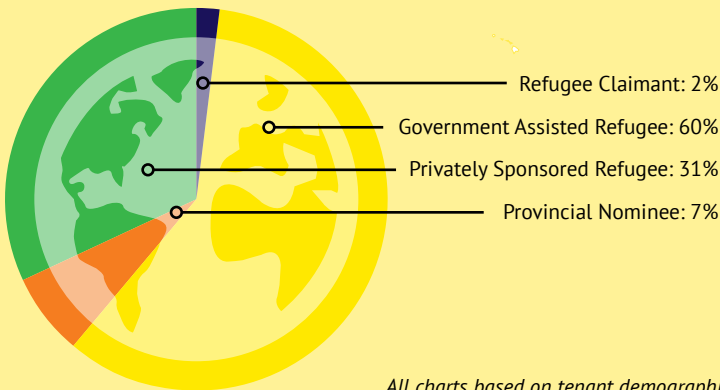 Refugee Claimant: 2%
Government Assisted Refugee: 60%
Privately Sponsored Refugee: 31%
Provincial Nominee: 7%
All charts based on tenant